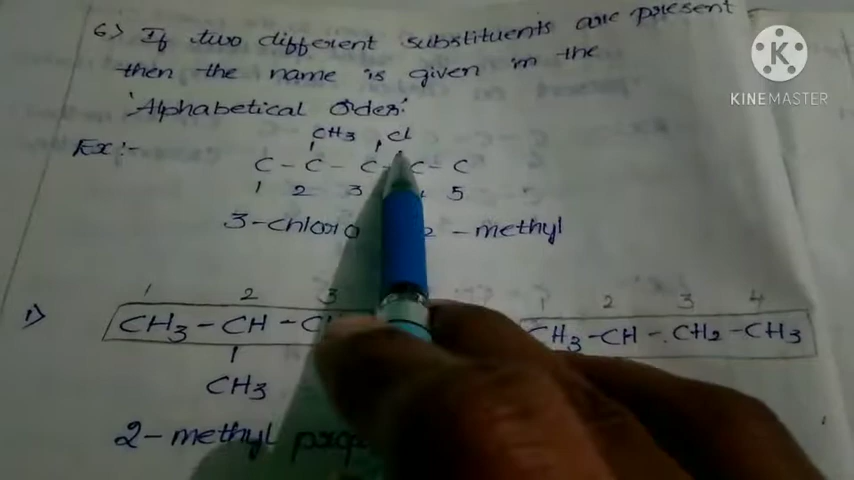 6) If two different substituents are present
then the name is given in the
'Alphabetical Order'.
CH3 Cl
Ex:- C - C - C - C - C
1 2 3 5
3-chloro 2 -methyl
1 2 3 1 2 3 4
1) CH3 - CH - CH3 - CH -. CH2 - CH3
CH3
2-methyl
K
KINEMASTER